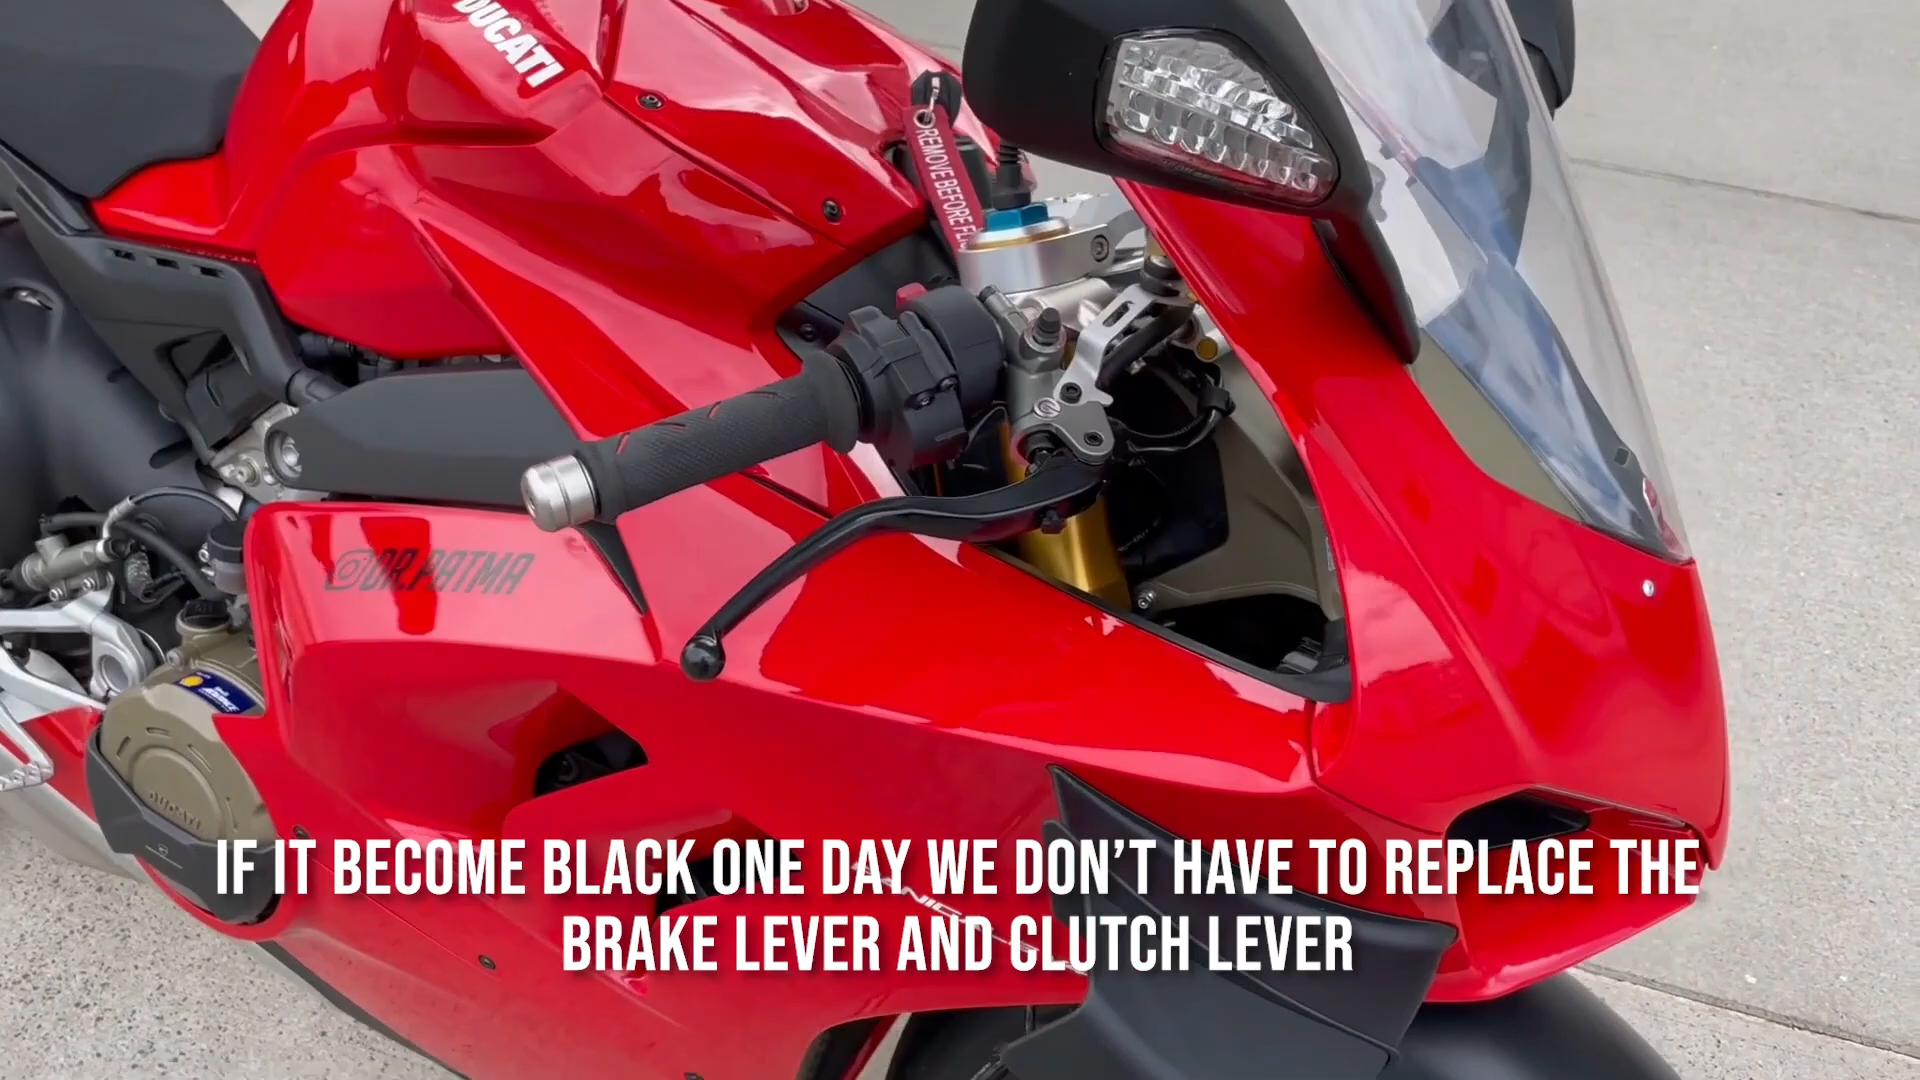 DUCATI
REMOVE BEFORE
DR.PATMA
DUCATI
IF IT BECOME BLACK ONE DAY WE DON'T HAVE TO REPLACE THE
BRAKE LEVER AND CLUTCH LEVER